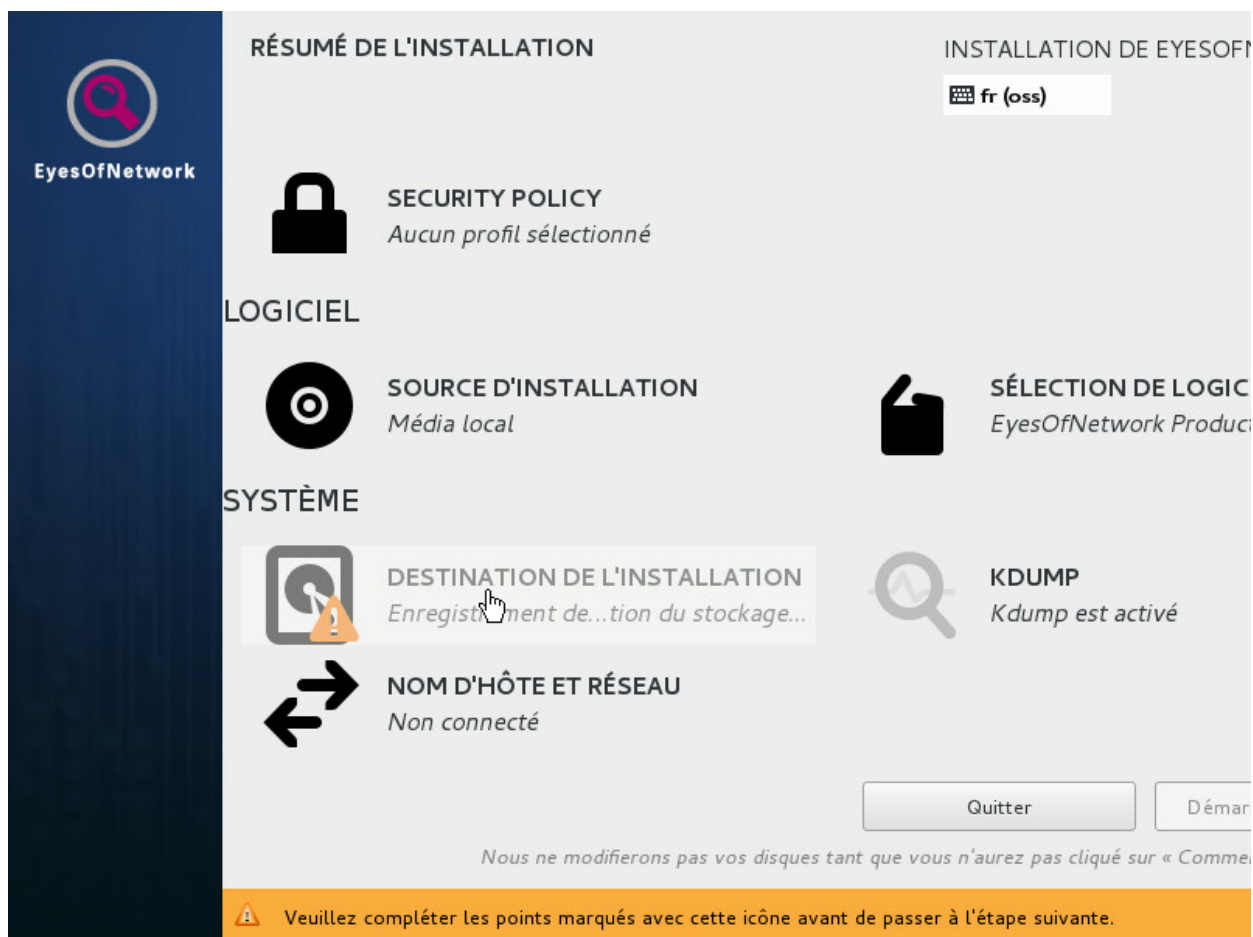 RÉSUMÉ DE L'INSTALLATION
INSTALLATION DE EYESOFN
fr (oss)
EyesOfNetwork
SECURITY POLICY
Aucun profil sélectionné
LOGICIEL
SOURCE D'INSTALLATION
Média local
SÉLECTION DE LOGIC
EyesOfNetwork Product
SYSTÈME
DESTINATION DE L'INSTALLATION
Enregistrement de...tion du stockage...
KDUMP
Kdump est activé
NOM D'HÔTE ET RÉSEAU
Non connecté
Quitter
Démar
Nous ne modifierons pas vos disques tant que vous n'aurez pas cliqué sur « Comme
Veuillez compléter les points marqués avec cette icône avant de passer à l'étape suivante.